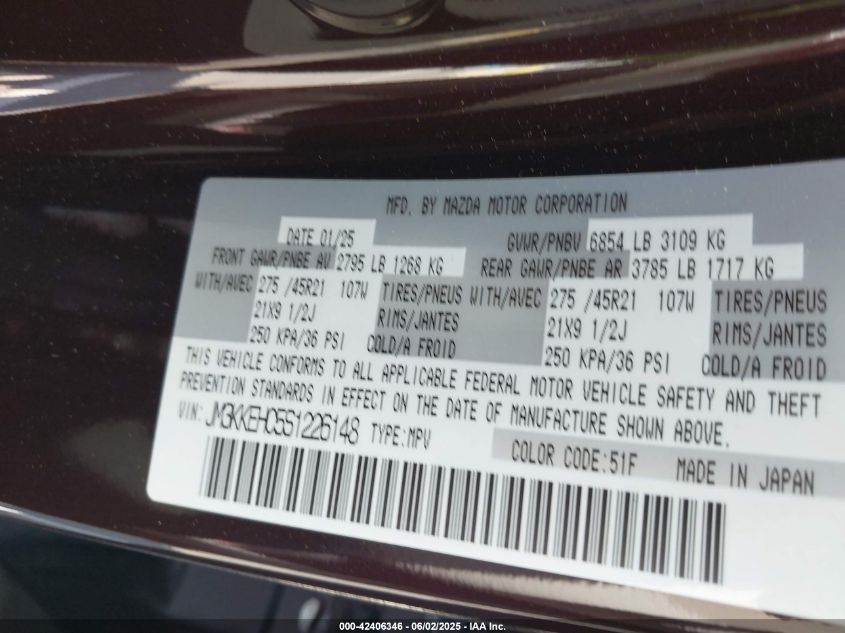 MFD. BY MAZDA MOTOR CORPORATION
DATE 01/25 GVWR/PNBV 6854 LB 3109 KG
FRONT GAWR/PNBE AV 2795 LB 1268 KG REAR GAWR/PNBE AR 3785 LB 1717 KG
WITH/AVEC 275 /45R21 107W TIRES/PNEUS WITH/AVEC 275 /45R21 107W TIRES/PNEUS
21X9 1/2J RIMS/JANTES 21X9 1/2J RIMS/JANTES
250 KPA/36 PSI COLD/A FROID 250 KPA/36 PSI COLD/A FROID
THIS VEHICLE CONFORMS TO ALL APPLICABLE FEDERAL MOTOR VEHICLE SAFETY AND THEFT
PREVENTION STANDARDS IN EFFECT ON THE DATE OF MANUFACTURE SHOWN ABOVE.
VIN: JM3KKEHC5S1226148 TYPE:MPV
COLOR CODE:51F MADE IN JAPAN
000-42406346 - 06/02/2025 - IAA Inc.